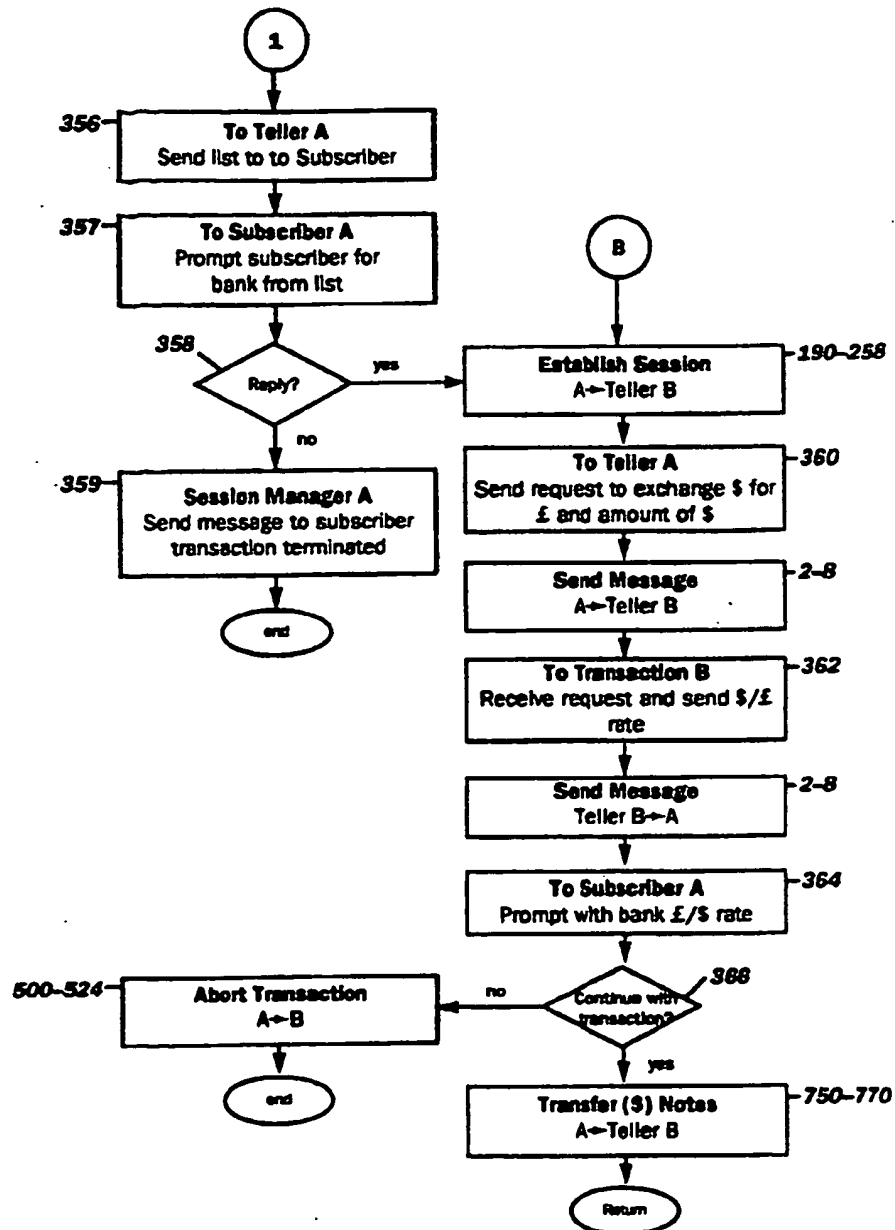 1
356
To Teller A
Send list to to Subscriber
357
To Subscriber A
Prompt subscriber for
bank from list
358
Reply?
yes
no
359
Session Manager A
Send message to subscriber
transaction terminated
end
B
190-258
Establish Session
A→Teller B
360
To Teller A
Send request to exchange $ for
£ and amount of $
2-8
Send Message
A→Teller B
362
To Transaction B
Receive request and send $/£
rate
2-8
Send Message
Teller B→A
364
To Subscriber A
Prompt with bank £/$ rate
368
Continue with
transaction?
no
yes
500-524
Abort Transaction
A→B
end
750-770
Transfer ($) Notes
A→Teller B
Return